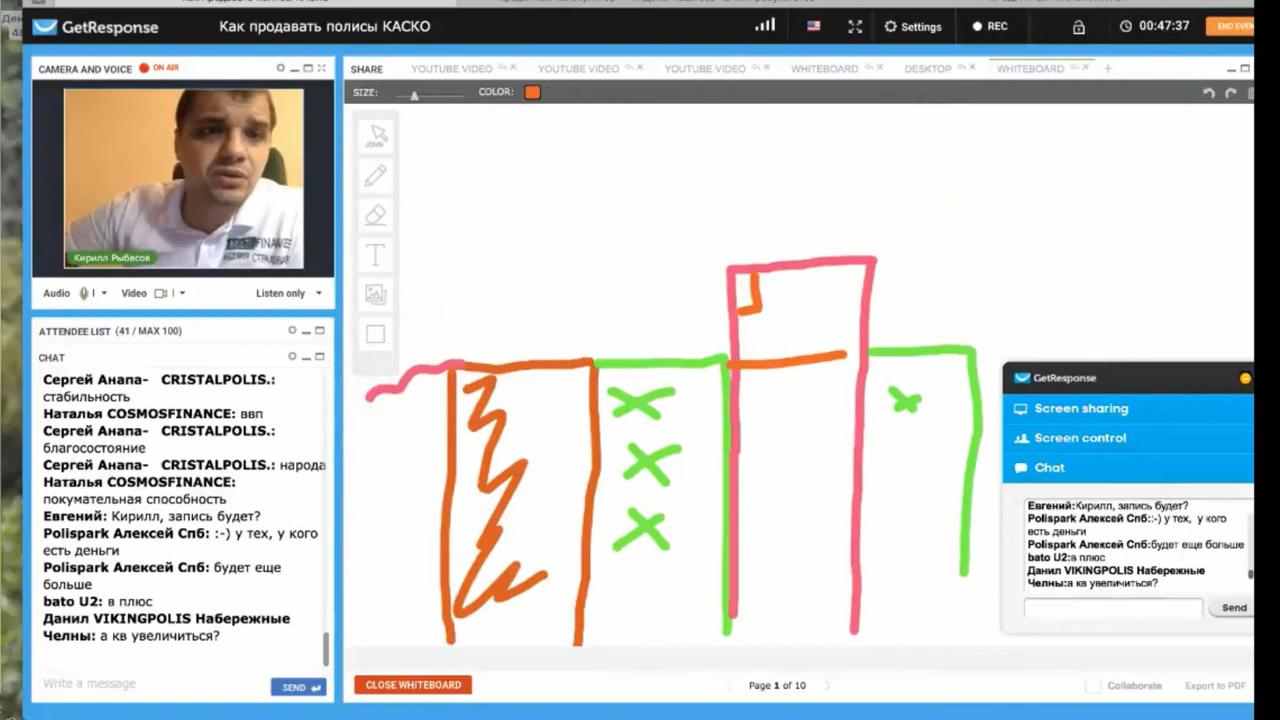 GetResponse
Как продавать полисы КАСКО
Settings
REC
00:47:37
END EVEN
CAMERA AND VOICE ON AIR
SHARE
YOUTUBE VIDEO
YOUTUBE VIDEO
YOUTUBE VIDEO
WHITEBOARD
DESKTOP
WHITEBOARD
SIZE:
COLOR:
JOHN
T
Кирилл Рыбасов
FINANCE
Audio
Video
Listen only
ATTENDEE LIST (41 / MAX 100)
CHAT
Сергей Анапа- CRISTALPOLIS.:
стабильность
Наталья COSMOSFINANCE: ввп
Сергей Анапа- CRISTALPOLIS.:
благосостояние
Сергей Анапа- CRISTALPOLIS.: народа
Наталья COSMOSFINANCE:
покумательная способность
Евгений: Кирилл, запись будет?
Polispark Алексей Спб: :-) у тех, у кого
есть деньги
Polispark Алексей Спб: будет еще
больше
bato U2: в плюс
Данил VIKINGPOLIS Набережные
Челны: а кв увеличиться?
Write a message
SEND
CLOSE WHITEBOARD
Page 1 of 10
Collaborate
Export to PDF
GetResponse
Screen sharing
Screen control
Chat
Евгений:Кирилл, запись будет?
Polispark Алексей Спб::-) у тех, у кого
есть деньги
Polispark Алексей Спб:будет еще больше
bato U2:в плюс
Данил VIKINGPOLIS Набережные
Челны:а кв увеличиться?
Send